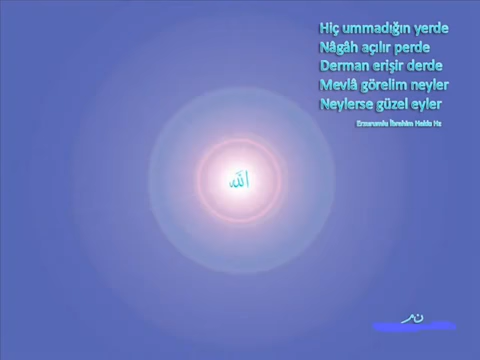 Hiç ummadığın yerde
Nâgâh açılır perde
Derman erişir derde
Mevlâ görelim neyler
Neylerse güzel eyler
Erzurumlu İbrahim Hakkı Hz
الله